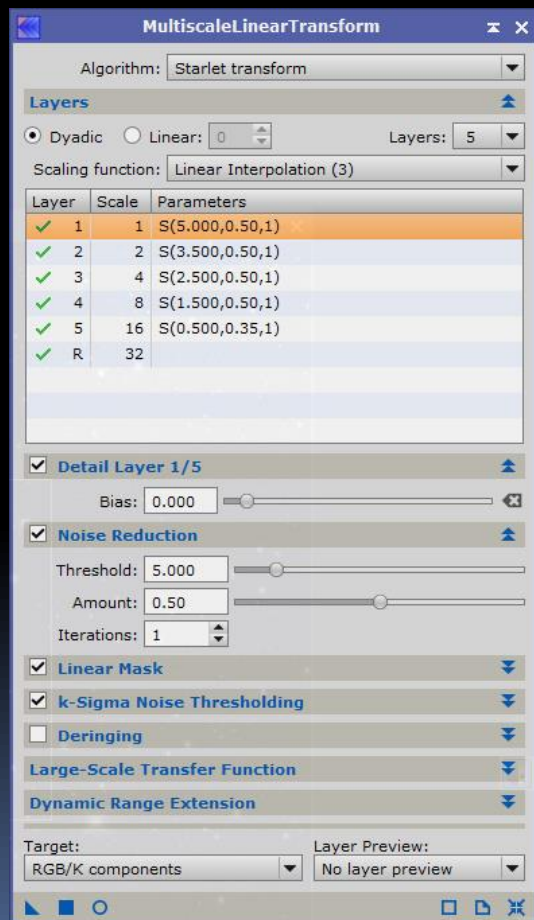 MultiscaleLinearTransform
Algorithm: Starlet transform
Layers
Dyadic Linear: 0 Layers: 5
Scaling function: Linear Interpolation (3)
Layer Scale Parameters
1 1 S(5.000,0.50,1)
2 2 S(3.500,0.50,1)
3 4 S(2.500,0.50,1)
4 8 S(1.500,0.50,1)
5 16 S(0.500,0.35,1)
R 32
Detail Layer 1/5
Bias: 0.000
Noise Reduction
Threshold: 5.000
Amount: 0.50
Iterations: 1
Linear Mask
k-Sigma Noise Thresholding
Deringing
Large-Scale Transfer Function
Dynamic Range Extension
Target: Layer Preview:
RGB/K components No layer preview